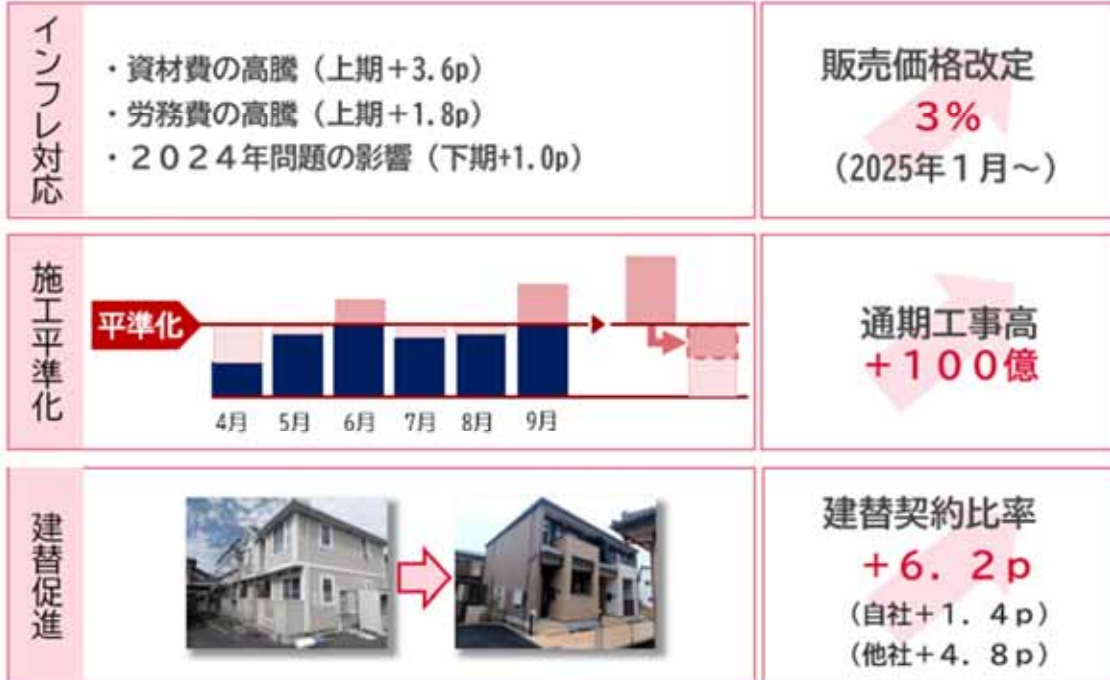 インフレ対応
・資材費の高騰（上期＋3.6p）
・労務費の高騰（上期＋1.8p）
・２０２４年問題の影響（下期+1.0p）
販売価格改定
３％
（2025年１月～）
施工平準化
平準化
4月 5月 6月 7月 8月 9月
通期工事高
＋１００億
建替促進
建替契約比率
＋６．２ｐ
（自社＋１．４ｐ）
（他社＋４．８ｐ）